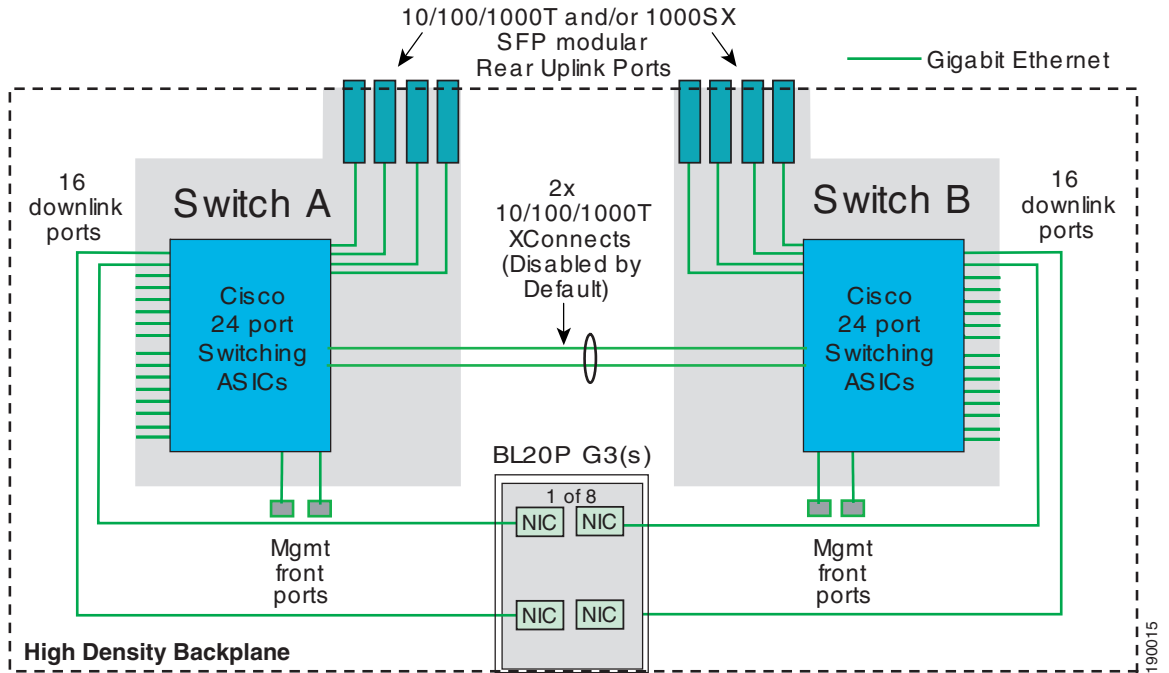 10/100/1000T and/or 1000SX
SFP modular
Rear Uplink Ports
Gigabit Ethernet
16
downlink
ports
Switch A
2x
10/100/1000T
XConnects
(Disabled by
Default)
Switch B
16
downlink
ports
Cisco
24 port
Switching
ASICs
Cisco
24 port
Switching
ASICs
BL20P G3(s)
1 of 8
NIC
NIC
Mgmt
front
ports
Mgmt
front
ports
NIC
NIC
High Density Backplane
190015